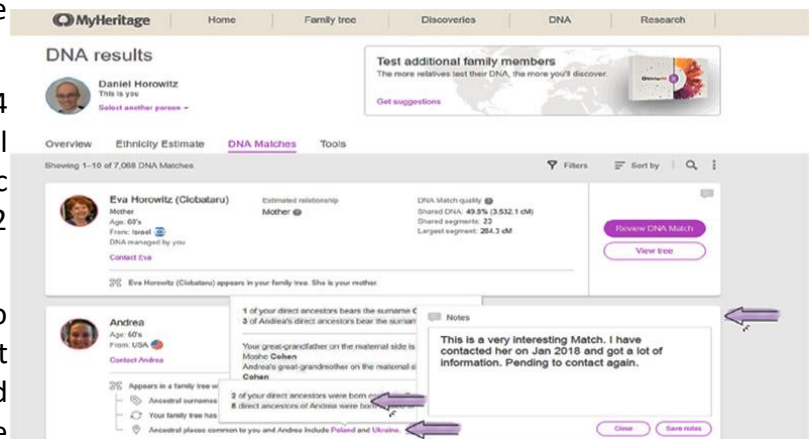 e
MyHeritage Home Family tree Discoveries DNA Research
DNA results
Daniel Horowitz
This is you
Select another person
Test additional family members
The more relatives test their DNA, the more you'll discover.
Get suggestions
4
l
c
2
Overview Ethnicity Estimate DNA Matches Tools
Showing 1-10 of 7,068 DNA Matches
Filters Sort by
Eva Horowitz (Ciobataru)
Mother
Age: 60's
From: Israel
DNA managed by you
Contact Eva
Estimated relationship
Mother
DNA Match quality
Shared DNA: 49.8% (3,532.1 cM)
Shared segments: 23
Largest segment: 284.3 cM
Review DNA Match
View tree
Eva Horowitz (Ciobataru) appears in your family tree. She is your mother.
o
t
d
e
Andrea
Age: 60's
From: USA
Contact Andrea
1 of your direct ancestors bears the surname C
3 of Andrea's direct ancestors bear the surnam
Your great-grandfather on the maternal side is
Moshe Cohen
Andrea's great-grandmother on the maternal s
Cohen
Appears in a family tree w
Ancestral surnames
Your family tree has
2 of your direct ancestors were born
8 direct ancestors of Andrea were bor
Ancestral places common to you and Andrea include Poland and Ukraine.
Notes
This is a very interesting Match. I have
contacted her on Jan 2018 and got a lot of
information. Pending to contact again.
Close Save notes